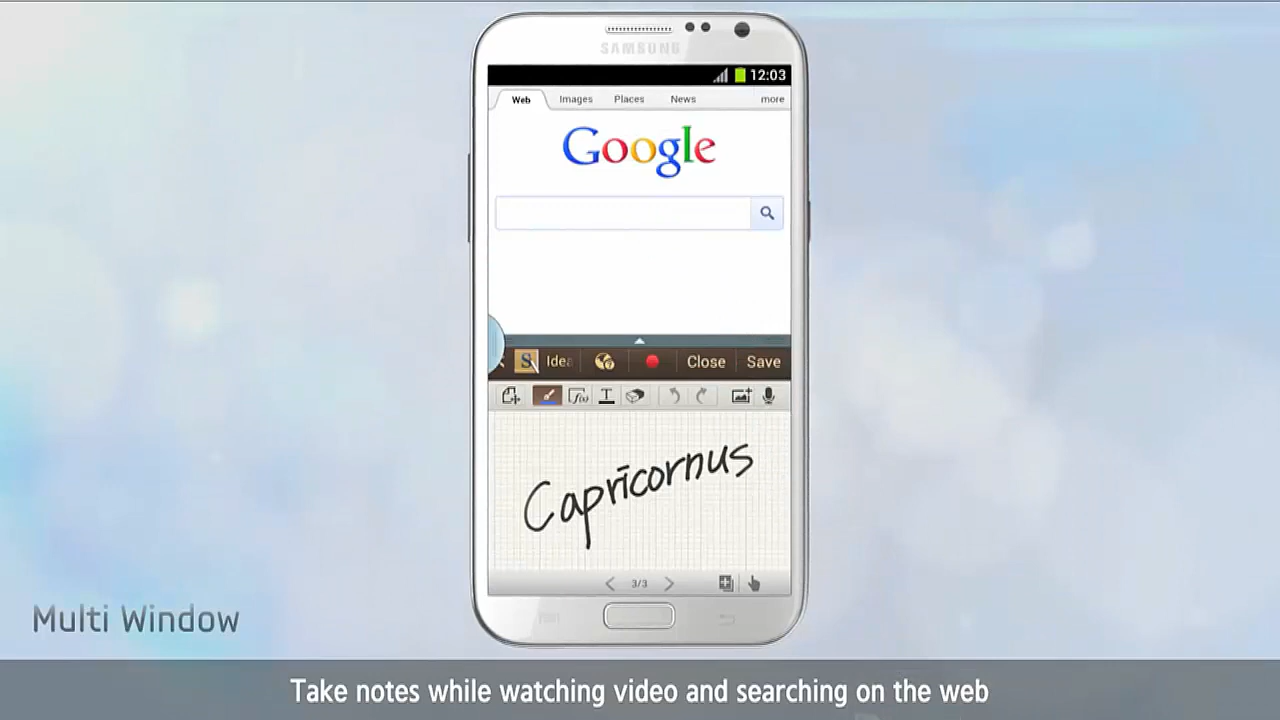 SAMSUNG
12:03
Web Images Places News more
Google
S Idea Close Save
f(x) T
Capricornus
3/3
Multi Window
Take notes while watching video and searching on the web